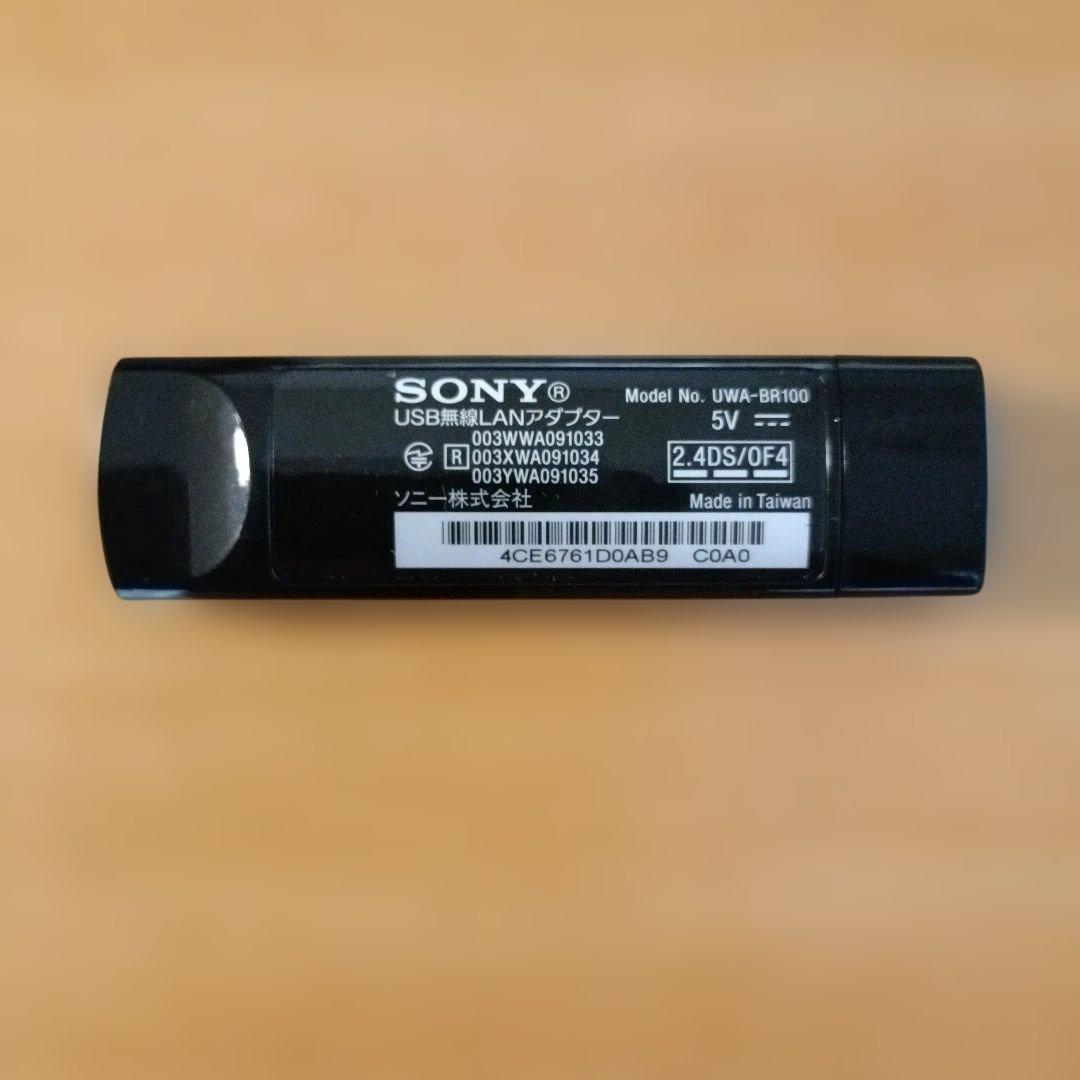 SONY®
Model No. UWA-BR100
USB無線LANアダプター
5V
003WWA091033
R 003XWA091034
003YWA091035
2.4DS/OF4
ソニー株式会社
Made in Taiwan
4CE6761D0AB9 C0A0